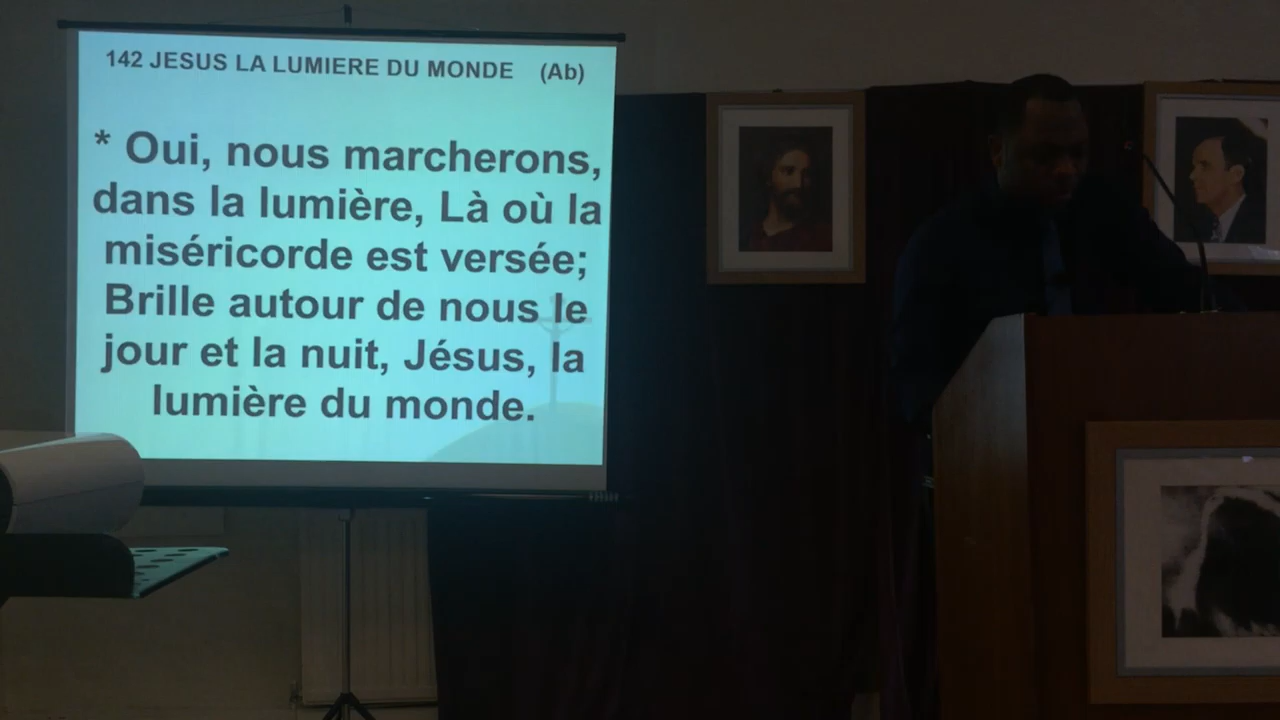 142 JESUS LA LUMIERE DU MONDE (Ab)
* Oui, nous marcherons,
dans la lumière, Là où la
miséricorde est versée;
Brille autour de nous le
jour et la nuit, Jésus, la
lumière du monde.